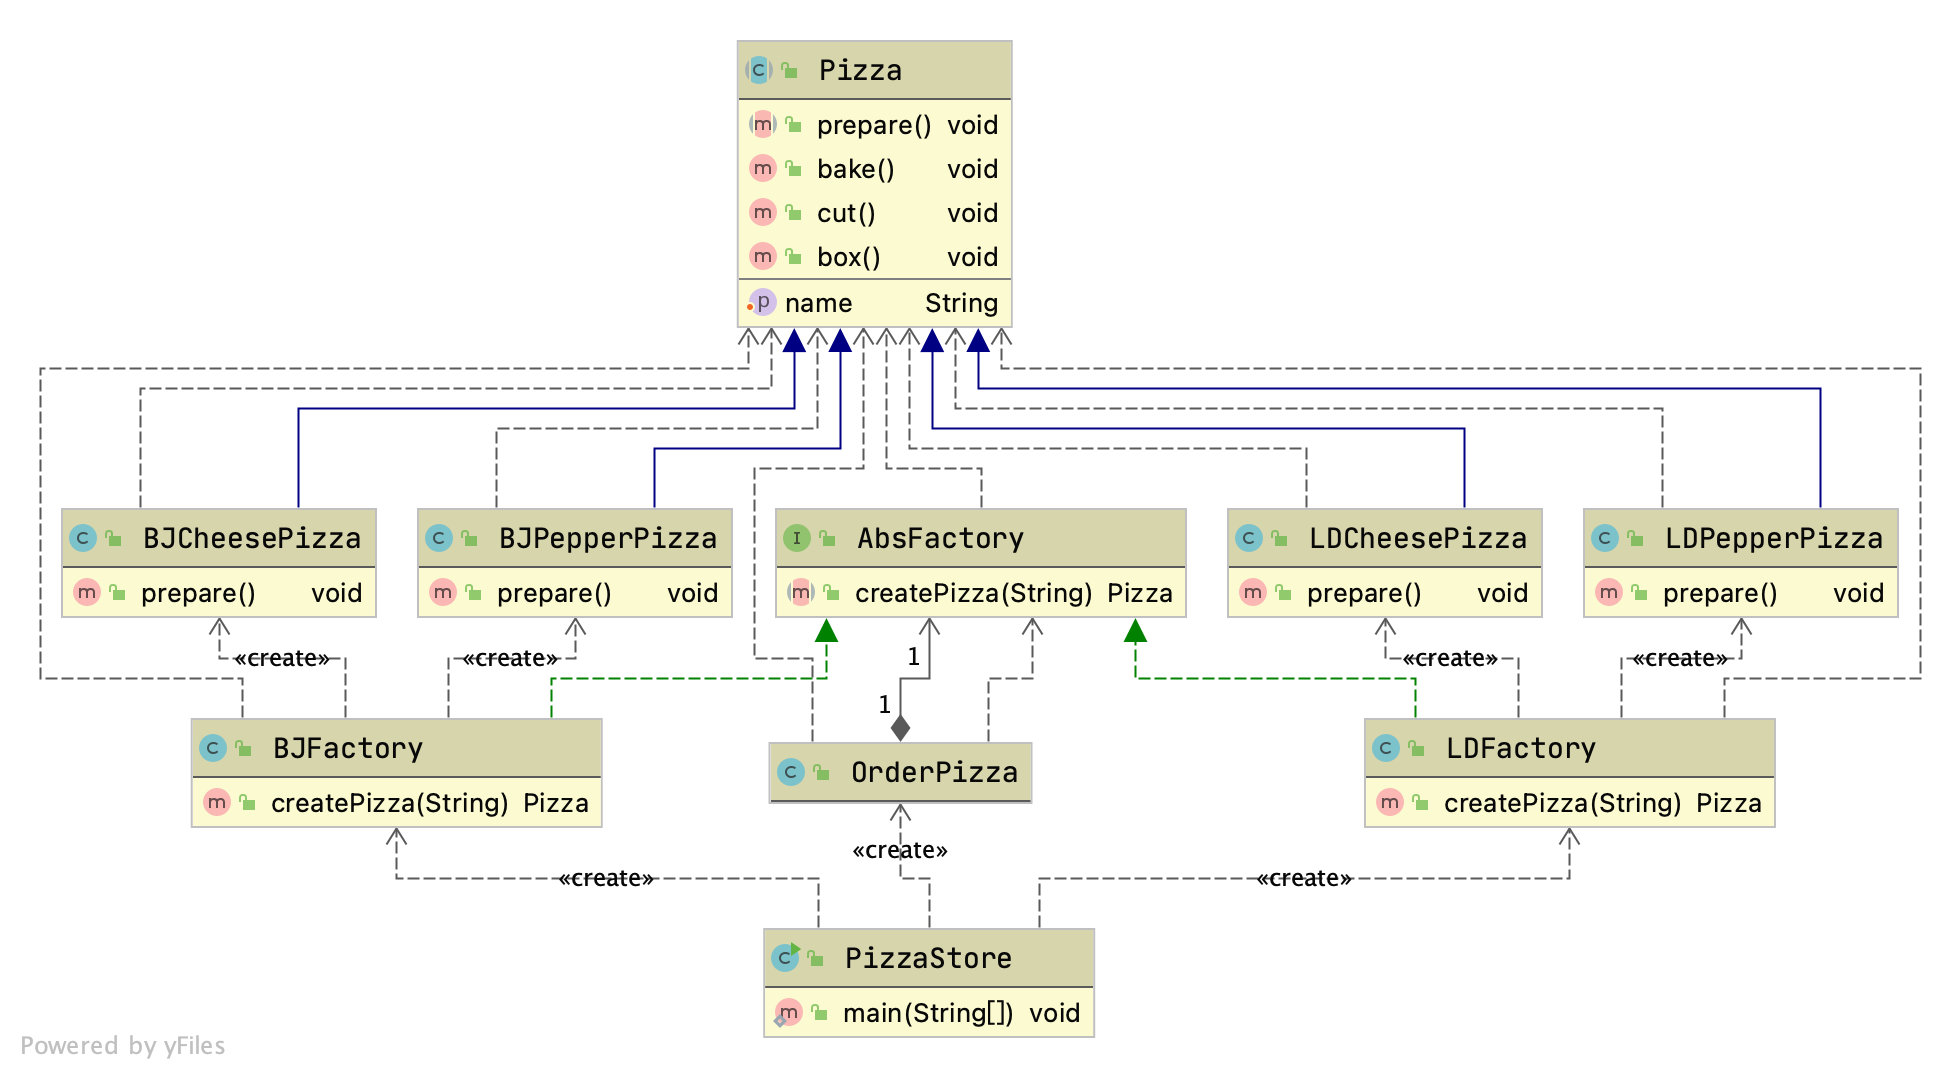 Pizza
prepare() void
bake() void
cut() void
box() void
name String
BJCheesePizza
prepare() void
BJPepperPizza
prepare() void
AbsFactory
createPizza(String) Pizza
LDCheesePizza
prepare() void
LDPepperPizza
prepare() void
«create»
«create»
1
«create»
«create»
1
BJFactory
createPizza(String) Pizza
OrderPizza
LDFactory
createPizza(String) Pizza
«create»
«create»
«create»
PizzaStore
main(String[]) void
Powered by yFiles